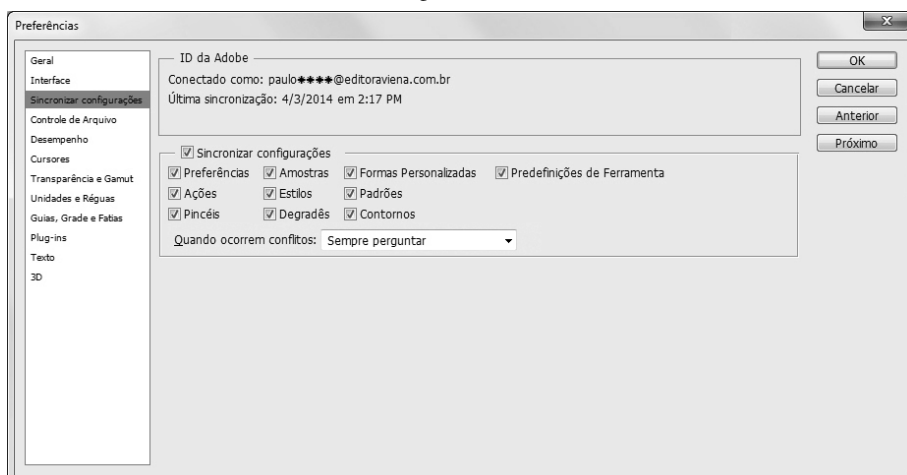 Preferências
Geral
Interface
Sincronizar configurações
Controle de Arquivo
Desempenho
Cursores
Transparência e Gamut
Unidades e Réguas
Guias, Grade e Fatias
Plug-ins
Texto
3D
ID da Adobe
Conectado como: paulo****@editoraviena.com.br
Última sincronização: 4/3/2014 em 2:17 PM
Sincronizar configurações
Preferências Amostras Formas Personalizadas Predefinições de Ferramenta
Ações Estilos Padrões
Pincéis Degradês Contornos
Quando ocorrem conflitos: Sempre perguntar
OK
Cancelar
Anterior
Próximo